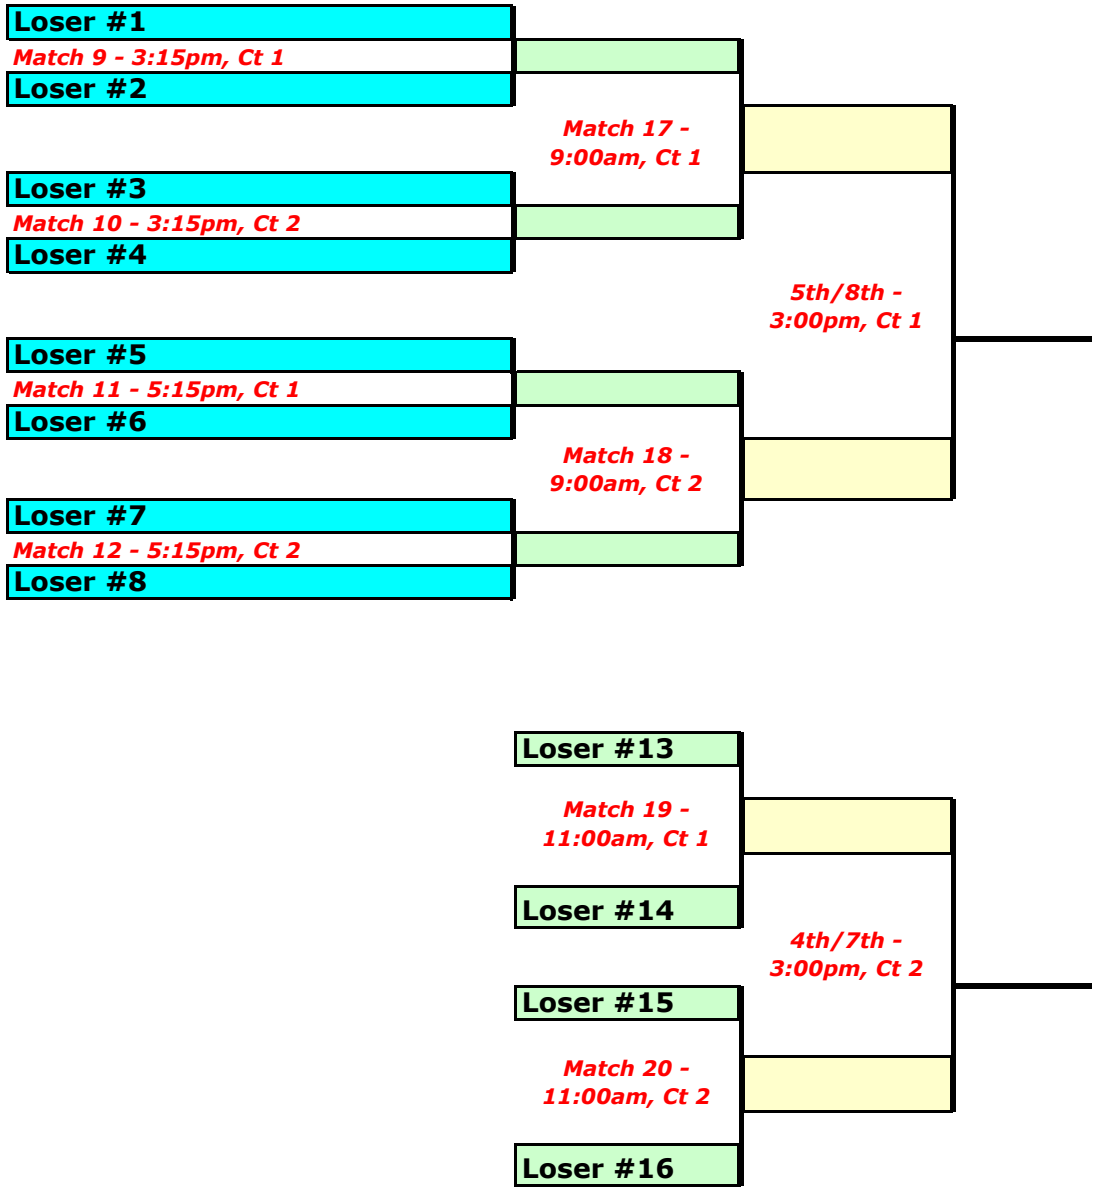 Loser #1
Match 9 - 3:15pm, Ct 1
Loser #2
Match 17 -
9:00am, Ct 1
Loser #3
Match 10 - 3:15pm, Ct 2
Loser #4
5th/8th -
3:00pm, Ct 1
Loser #5
Match 11 - 5:15pm, Ct 1
Loser #6
Match 18 -
9:00am, Ct 2
Loser #7
Match 12 - 5:15pm, Ct 2
Loser #8
Loser #13
Match 19 -
11:00am, Ct 1
Loser #14
4th/7th -
3:00pm, Ct 2
Loser #15
Match 20 -
11:00am, Ct 2
Loser #16